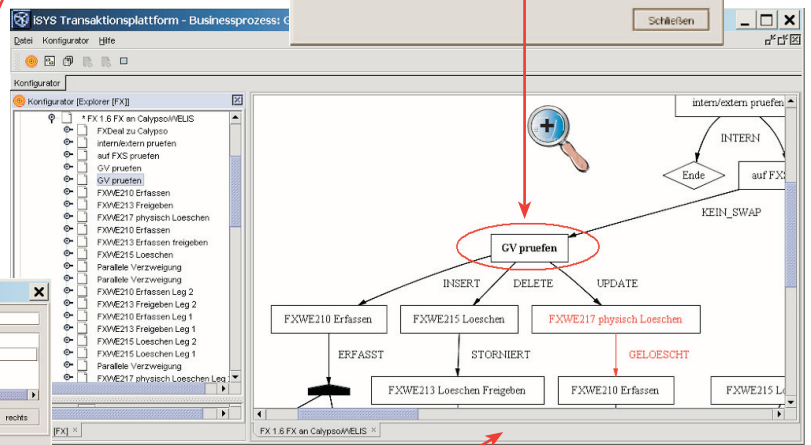 Schließen
iSYS Transaktionsplattform - Businessprozess: G
Datei Konfigurator Hilfe
Konfigurator
Konfigurator [Explorer [FX]]
* FX 1.6 FX an Calypso/WELIS
FXDeal zu Calypso
intern/extern pruefen
auf FXS pruefen
GV pruefen
GV pruefen
FXWE210 Erfassen
FXWE213 Freigeben
FXWE217 physisch Loeschen
FXWE210 Erfassen
FXWE213 Erfassen freigeben
FXWE215 Loeschen
Parallele Verzweigung
Parallele Verzweigung
FXWE210 Erfassen Leg 2
FXWE213 Freigeben Leg 2
FXWE210 Erfassen Leg 1
FXWE213 Freigeben Leg 1
FXWE215 Loeschen Leg 2
FXWE215 Loeschen Leg 1
Parallele Verzweigung
FXWE217 physisch Loeschen Leg
rechts
[FX]
intern/extern pruefen
INTERN
Ende
auf FXS
KEIN_SWAP
GV pruefen
INSERT DELETE UPDATE
FXWE210 Erfassen FXWE215 Loeschen FXWE217 physisch Loeschen
ERFASST STORNIERT GELOESCHT
FXWE213 Loeschen Freigeben FXWE210 Erfassen FXWE215 Lo
FX 1.6 FX an Calypso/WELIS